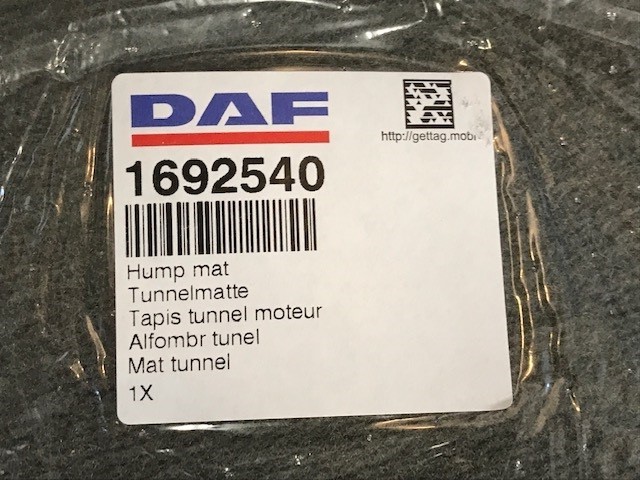 DAF
http://gettag.mobi
1692540
Hump mat
Tunnelmatte
Tapis tunnel moteur
Alfombr tunel
Mat tunnel
1X